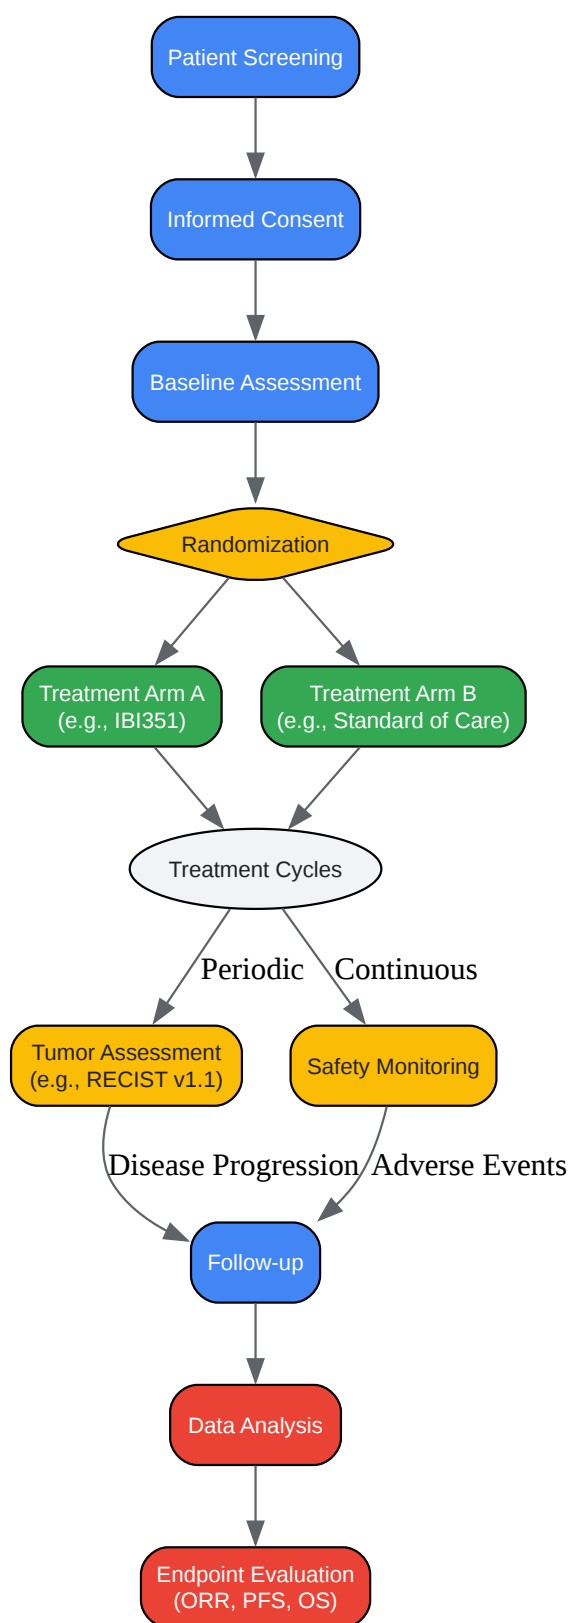 Patient Screening
Informed Consent
Baseline Assessment
Randomization
Treatment Arm A
(e.g., IBI351)
Treatment Arm B
(e.g., Standard of Care)
Treatment Cycles
Periodic
Continuous
Tumor Assessment
(e.g., RECIST v1.1)
Safety Monitoring
Disease Progression
Adverse Events
Follow-up
Data Analysis
Endpoint Evaluation
(ORR, PFS, OS)